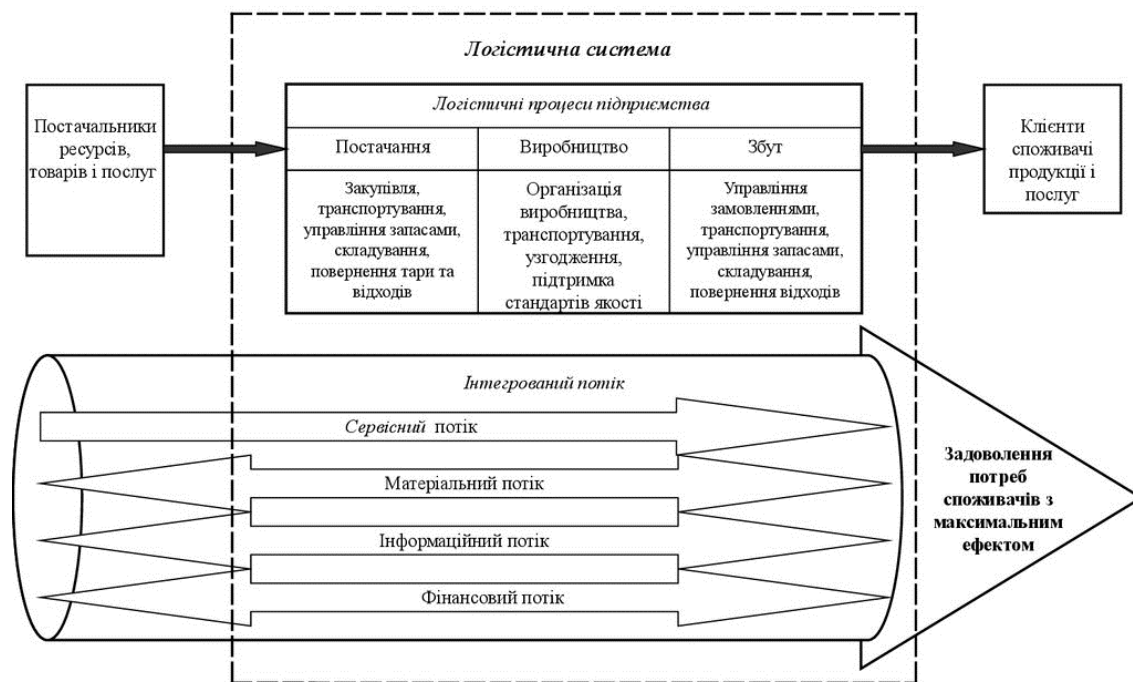 Логістична система
Логістичні процеси підприємства
Постачальники
ресурсів,
товарів і послуг
Постачання
Виробництво
Збут
Закупівля,
транспортування,
управління запасами,
складування,
повернення тари та
відходів
Організація
виробництва,
транспортування,
узгодження,
підтримка
стандартів якості
Управління
замовленнями,
транспортування,
управління запасами,
складування,
повернення відходів
Клієнти
споживачі
продукції і
послуг
Інтегрований потік
Сервісний потік
Матеріальний потік
Інформаційний потік
Фінансовий потік
Задоволення
потреб
споживачів з
максимальним
ефектом